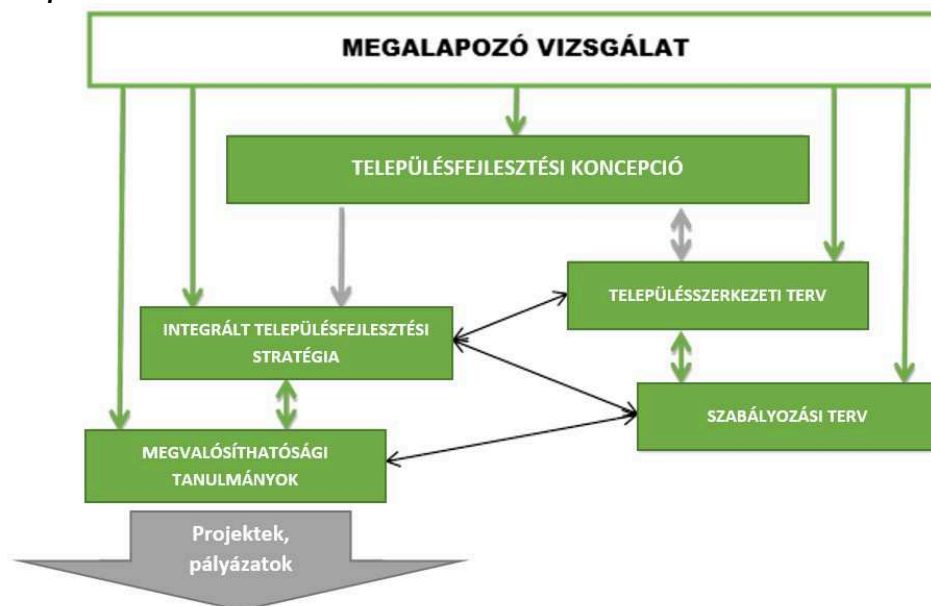 MEGALAPOZÓ VIZSGÁLAT
TELEPÜLÉSFEJLESZTÉSI KONCEPCIÓ
TELEPÜLÉSSZERKEZETI TERV
INTEGRÁLT TELEPÜLÉSFEJLESZTÉSI
STRATÉGIA
SZABÁLYOZÁSI TERV
MEGVALÓSÍTHATÓSÁGI
TANULMÁNYOK
Projektek,
pályázatok